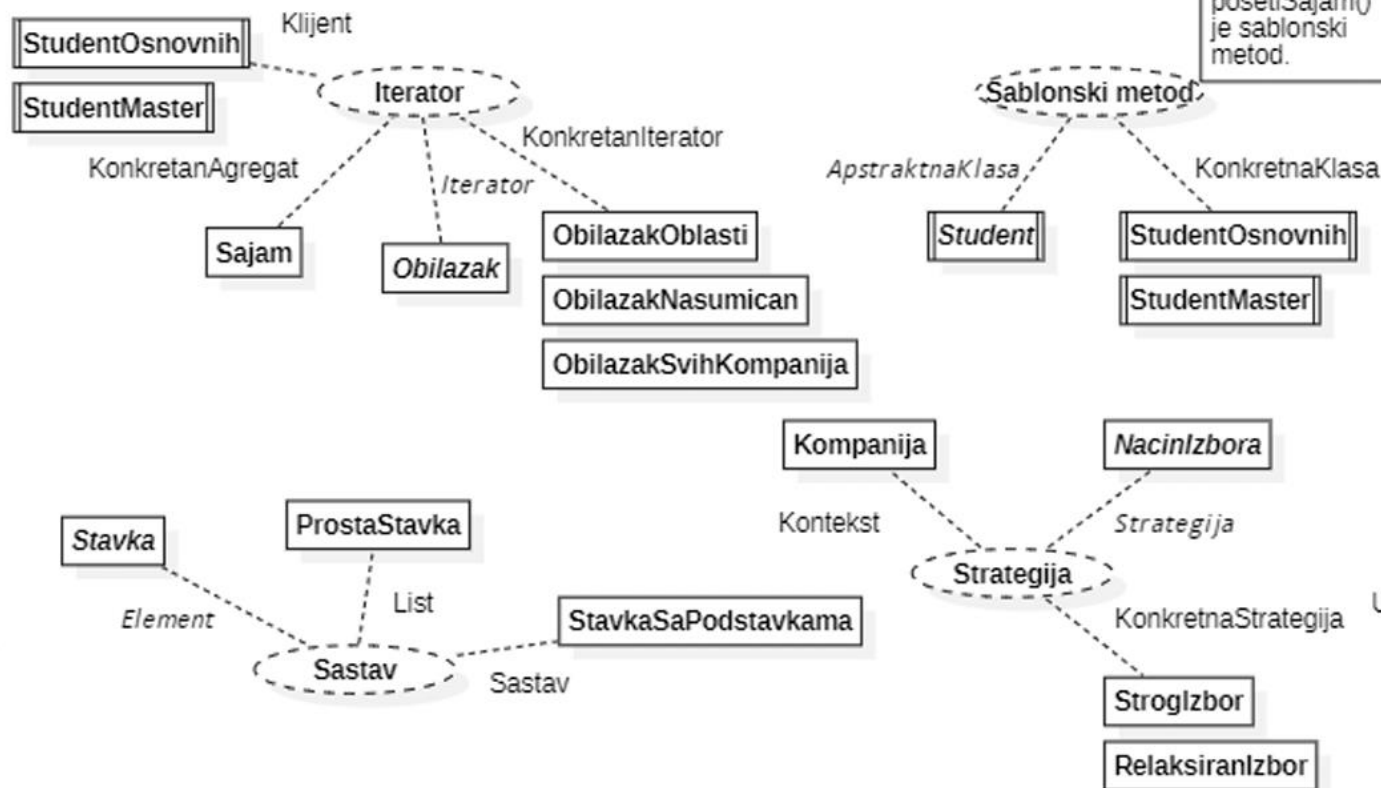 StudentOsnovnih
Klijent
StudentMaster
Iterator
KonkretanAgregat
KonkretanIterator
Iterator
Sajam
Obilazak
ObilazakOblasti
ObilazakNasumican
ObilazakSvihKompanija
posetiSajam()
je sablonski
metod.
Sablonski metod
ApstraktnaKlasa
KonkretnaKlasa
Student
StudentOsnovnih
StudentMaster
Stavka
ProstaStavka
Element
List
StavkaSaPodstavkama
Sastav
Sastav
Kompanija
NacinIzbora
Kontekst
Strategija
Strategija
KonkretnaStrategija
StrogIzbor
RelaksiranIzbor